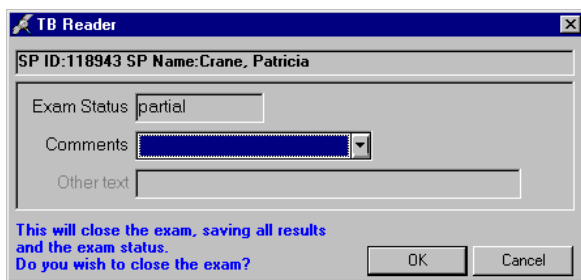 TB Reader
SP ID:118943 SP Name:Crane, Patricia
Exam Status partial
Comments
Other text
This will close the exam, saving all results
and the exam status.
Do you wish to close the exam?
OK Cancel